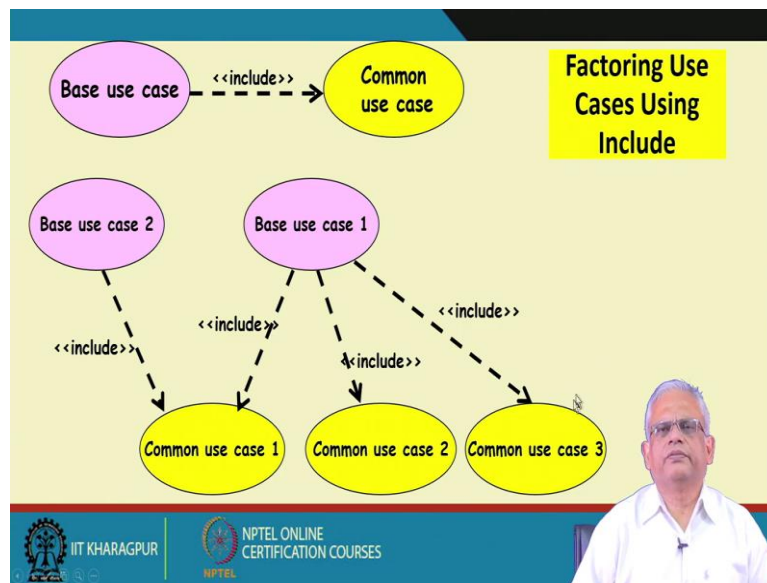 Base use case
<<include>>
Common
use case
Factoring Use
Cases Using
Include
Base use case 2
Base use case 1
<<include>>
<<include>>
<<include>>
<<include>>
Common use case 1
Common use case 2
Common use case 3
IIT KHARAGPUR
NPTEL
NPTEL ONLINE
CERTIFICATION COURSES